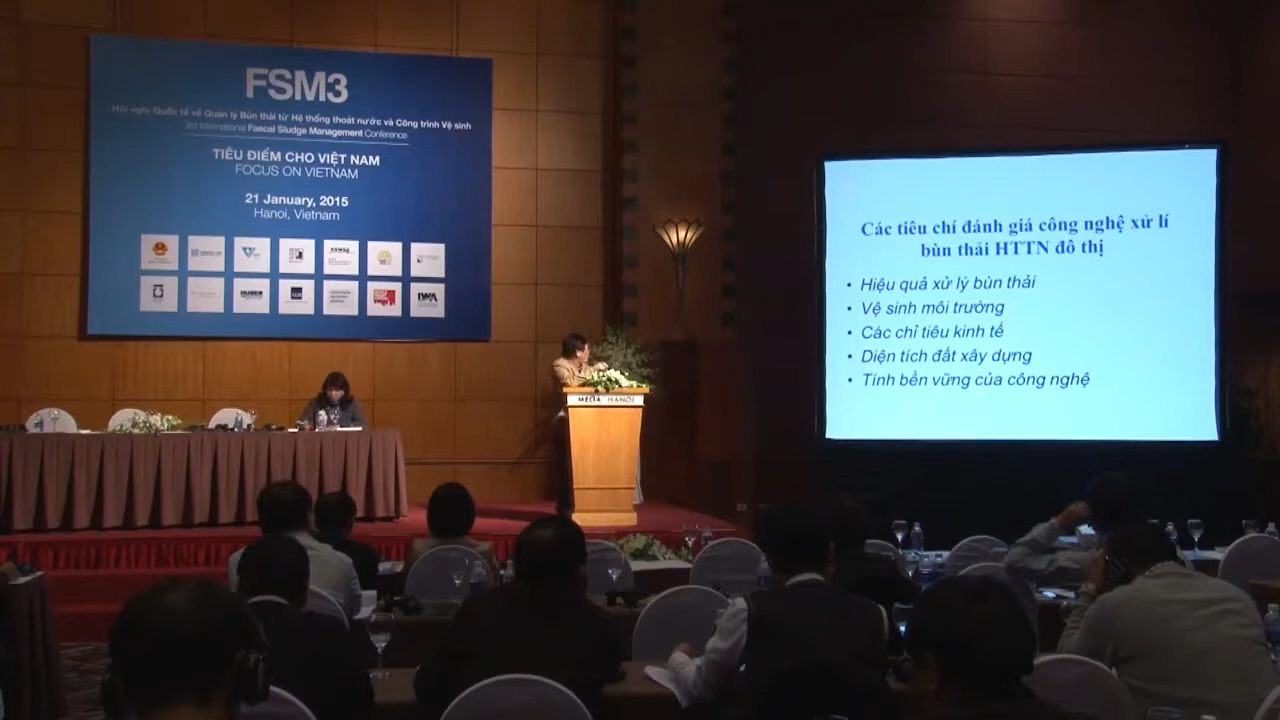 FSM3
Hội nghị Quốc tế về Quản lý Bùn thải từ Hệ thống thoát nước và Công trình Vệ sinh
3rd International Faecal Sludge Management Conference
TIÊU ĐIỂM CHO VIỆT NAM
FOCUS ON VIETNAM
21 January, 2015
Hanoi, Vietnam
eawag
HUBER
IWA
MELIA HANOI
Các tiêu chí đánh giá công nghệ xử lí
bùn thải HTTN đô thị
• Hiệu quả xử lý bùn thải
• Vệ sinh môi trường
• Các chỉ tiêu kinh tế
• Diện tích đất xây dựng
• Tính bền vững của công nghệ